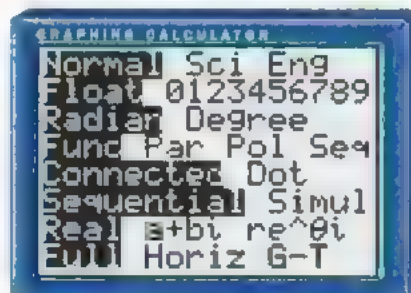 GRAPHING CALCULATOR
Normal Sci Eng
Float 0123456789
Radian Degree
Func Par Pol Seq
Connected Dot
Sequential Simul
Real a+bi re^θi
Full Horiz G-T